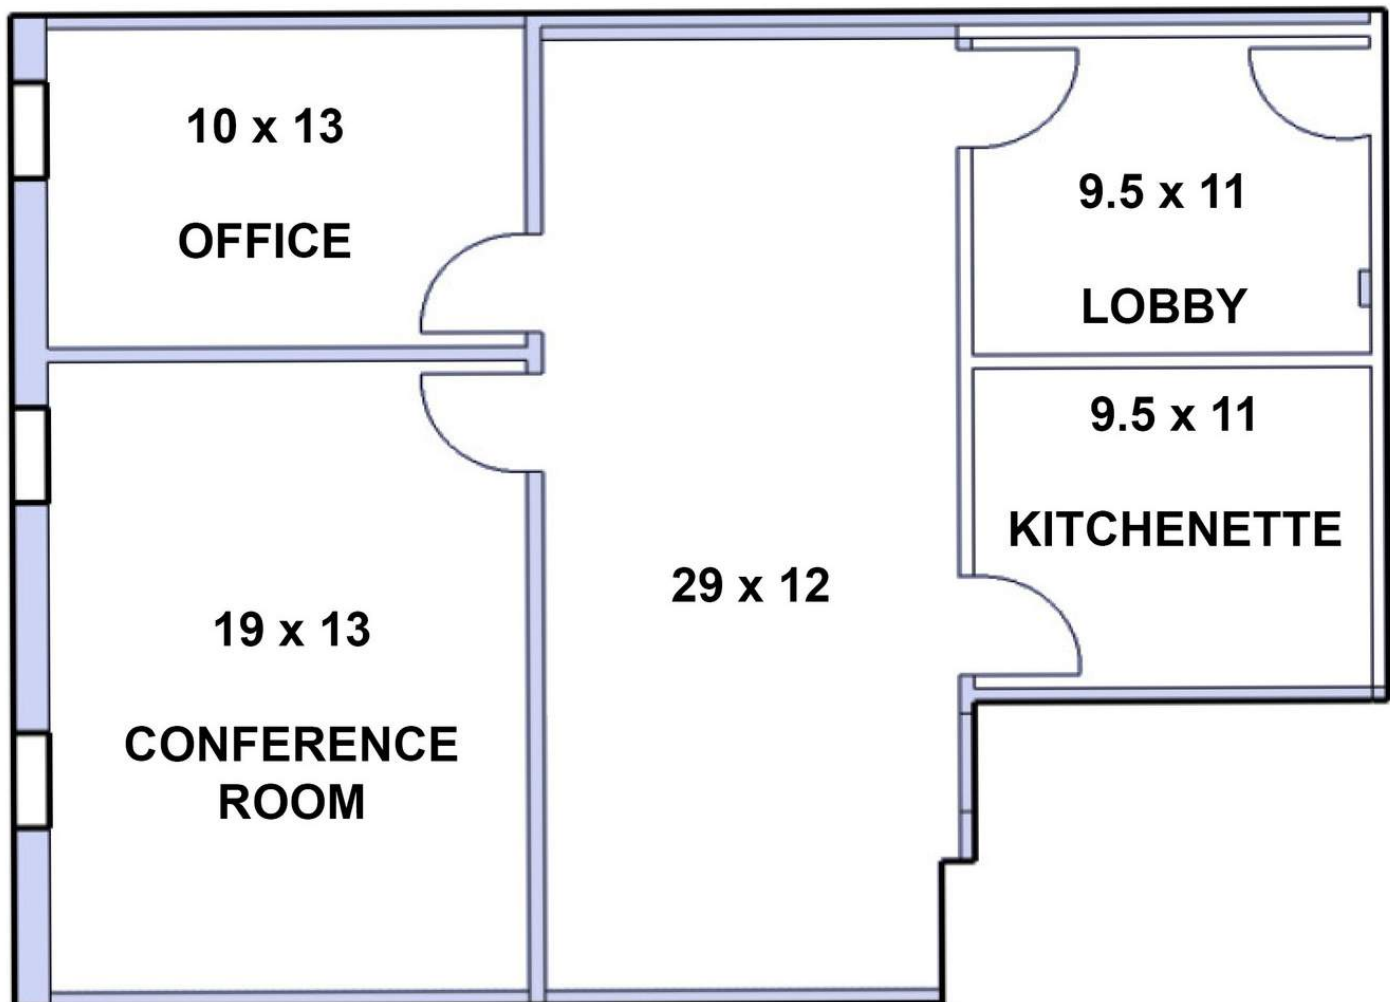 10 x 13
OFFICE
9.5 x 11
LOBBY
9.5 x 11
KITCHENETTE
29 x 12
19 x 13
CONFERENCE
ROOM